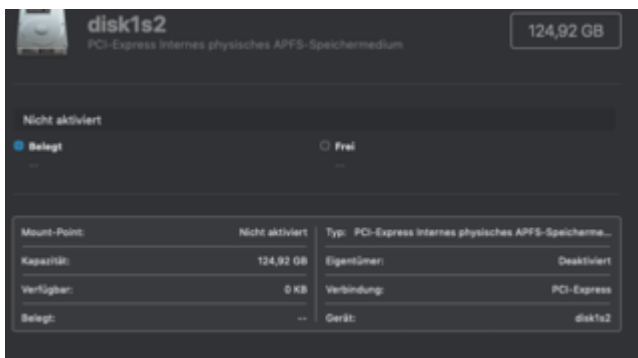 disk1s2
PCI-Express Internes physisches APFS-Speichermedium
124,92 GB
Nicht aktiviert
Belegt
--
Frei
--
Mount-Point: Nicht aktiviert
Typ: PCI-Express Internes physisches APFS-Speicherme...
Kapazität: 124,92 GB
Eigentümer: Deaktiviert
Verfügbar: 0 KB
Verbindung: PCI-Express
Belegt: --
Gerät: disk1s2